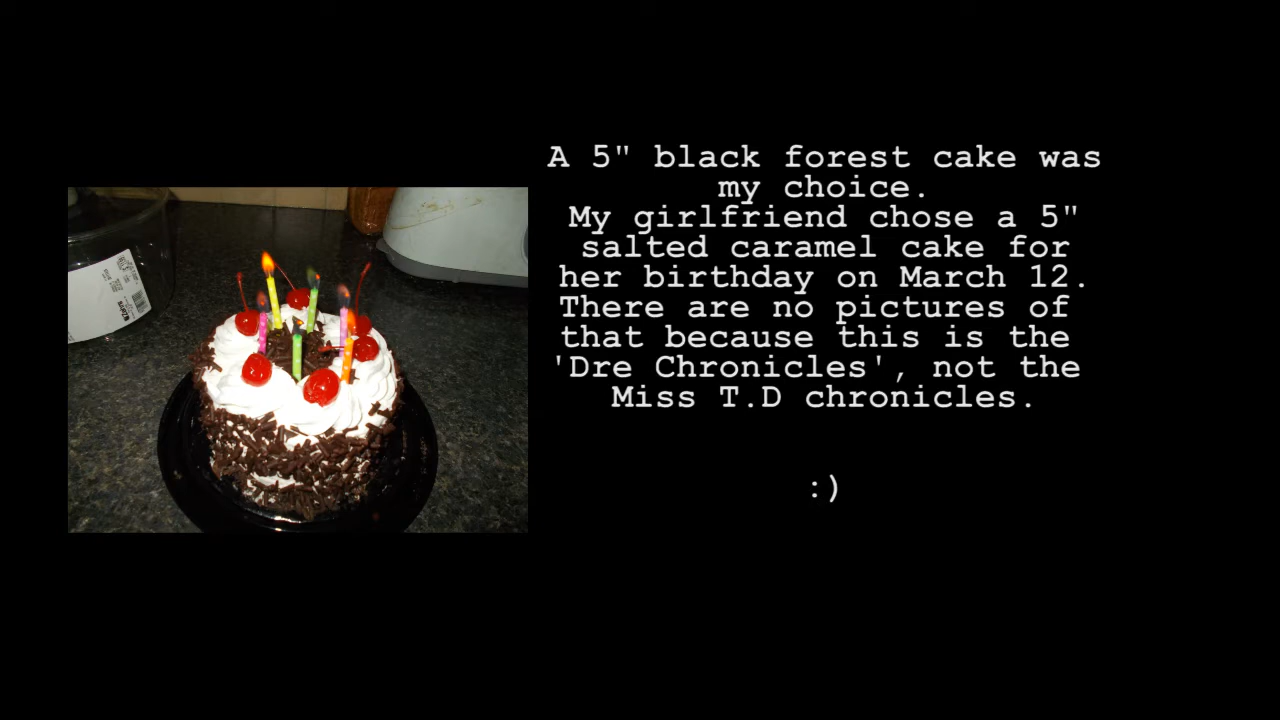 A 5" black forest cake was
my choice.
My girlfriend chose a 5"
salted caramel cake for
her birthday on March 12.
There are no pictures of
that because this is the
'Dre Chronicles', not the
Miss T.D chronicles.
:)